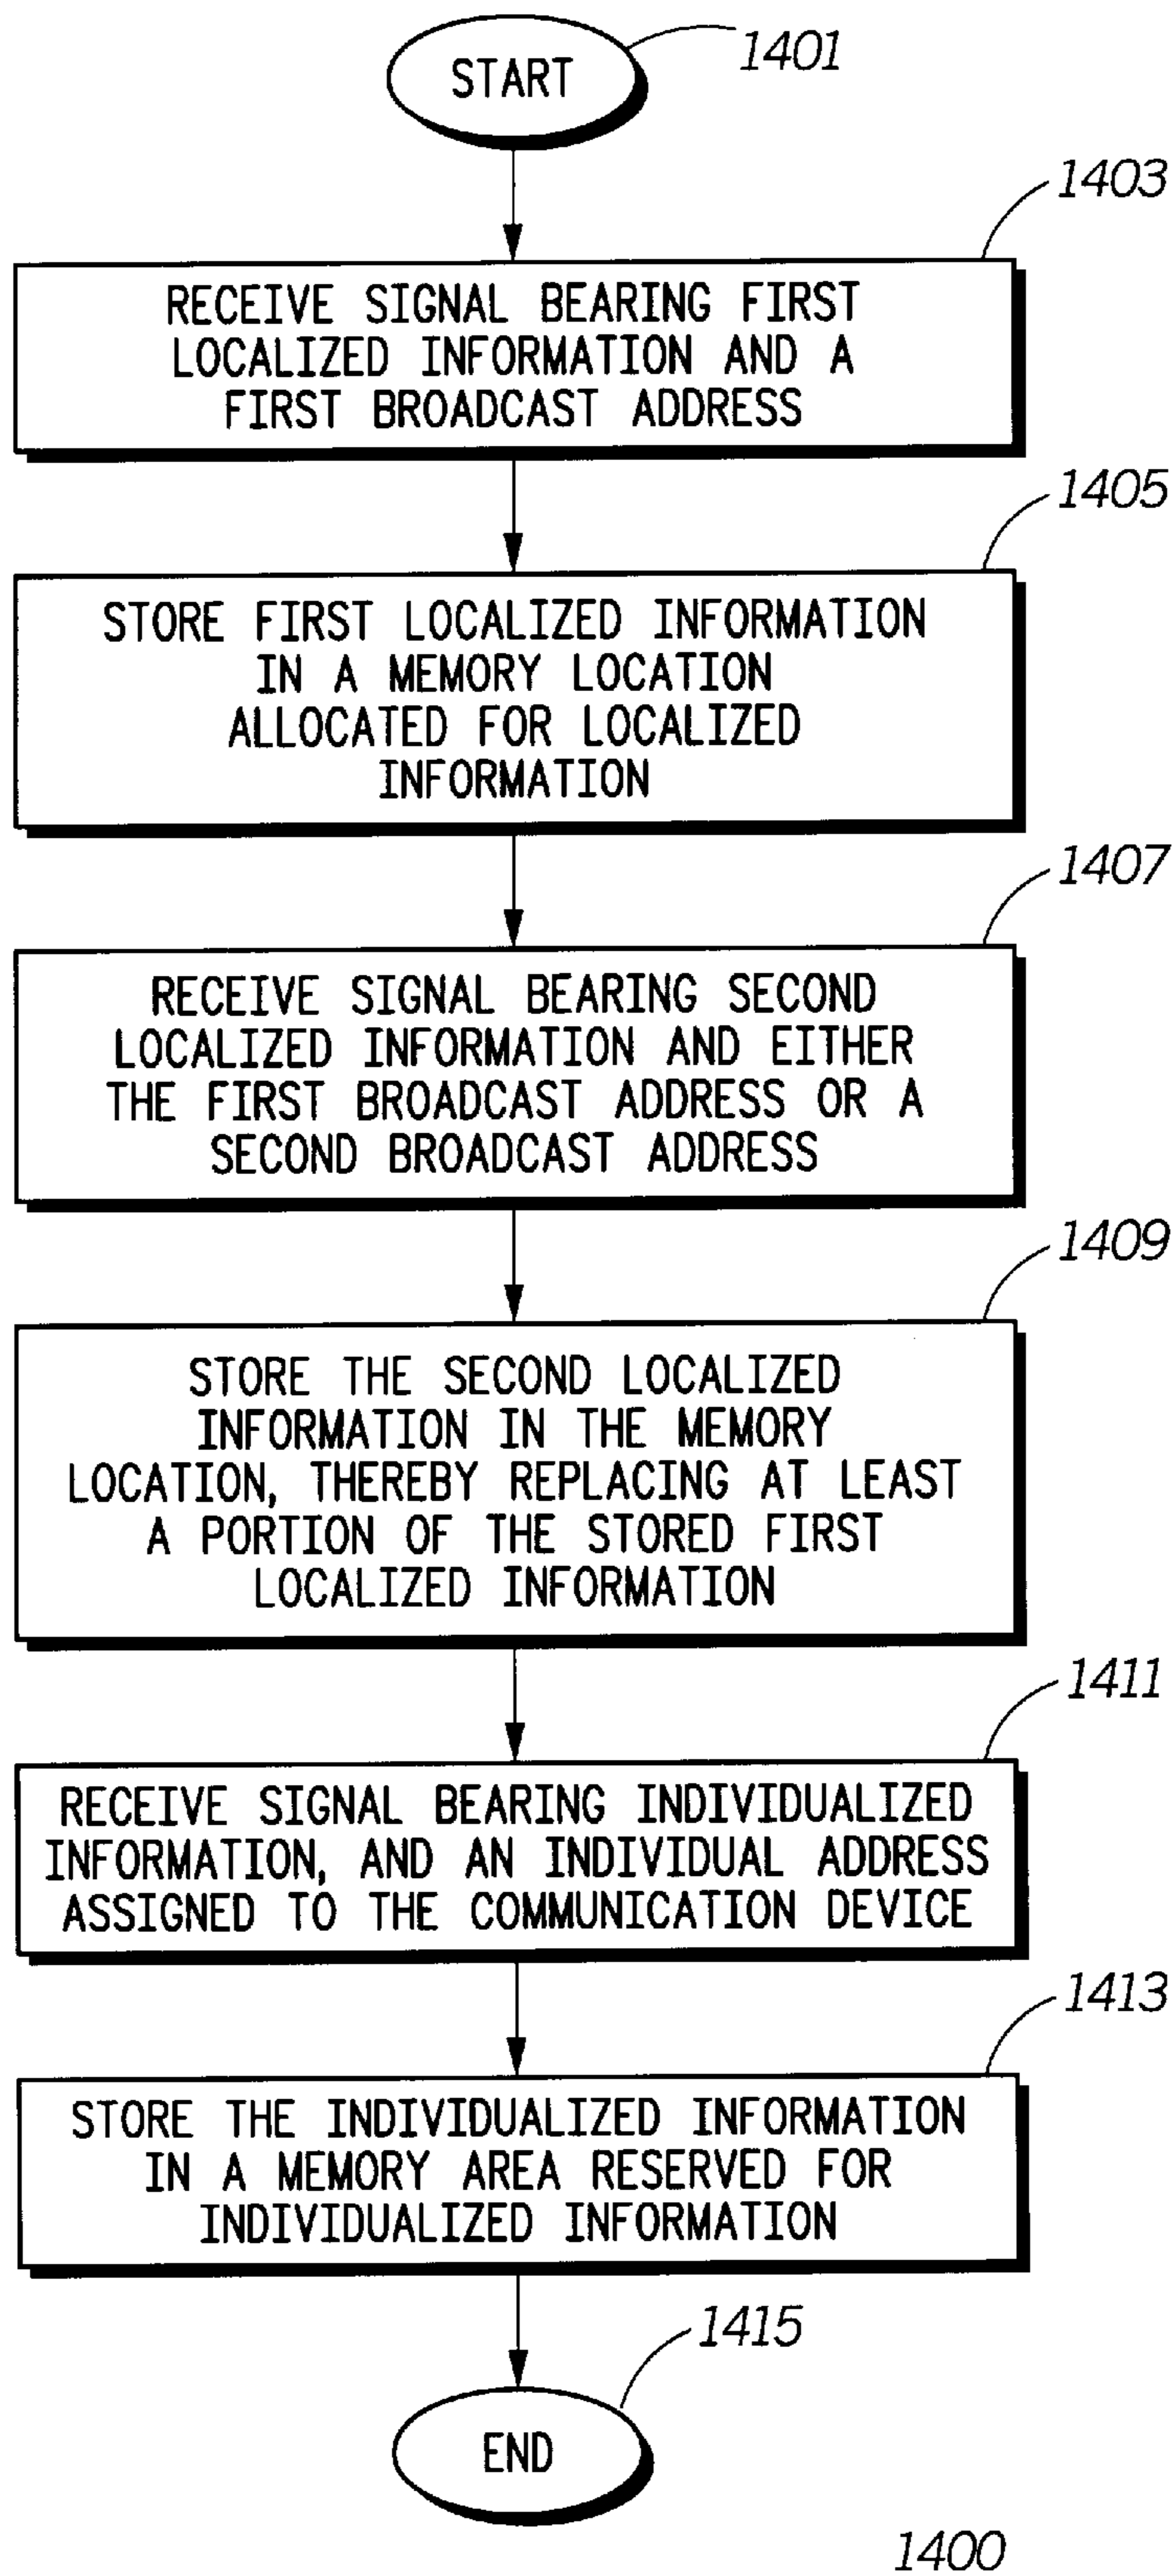 START
1401
1403
RECEIVE SIGNAL BEARING FIRST
LOCALIZED INFORMATION AND A
FIRST BROADCAST ADDRESS
1405
STORE FIRST LOCALIZED INFORMATION
IN A MEMORY LOCATION
ALLOCATED FOR LOCALIZED
INFORMATION
1407
RECEIVE SIGNAL BEARING SECOND
LOCALIZED INFORMATION AND EITHER
THE FIRST BROADCAST ADDRESS OR A
SECOND BROADCAST ADDRESS
1409
STORE THE SECOND LOCALIZED
INFORMATION IN THE MEMORY
LOCATION, THEREBY REPLACING AT LEAST
A PORTION OF THE STORED FIRST
LOCALIZED INFORMATION
1411
RECEIVE SIGNAL BEARING INDIVIDUALIZED
INFORMATION, AND AN INDIVIDUAL ADDRESS
ASSIGNED TO THE COMMUNICATION DEVICE
1413
STORE THE INDIVIDUALIZED INFORMATION
IN A MEMORY AREA RESERVED FOR
INDIVIDUALIZED INFORMATION
1415
END
1400